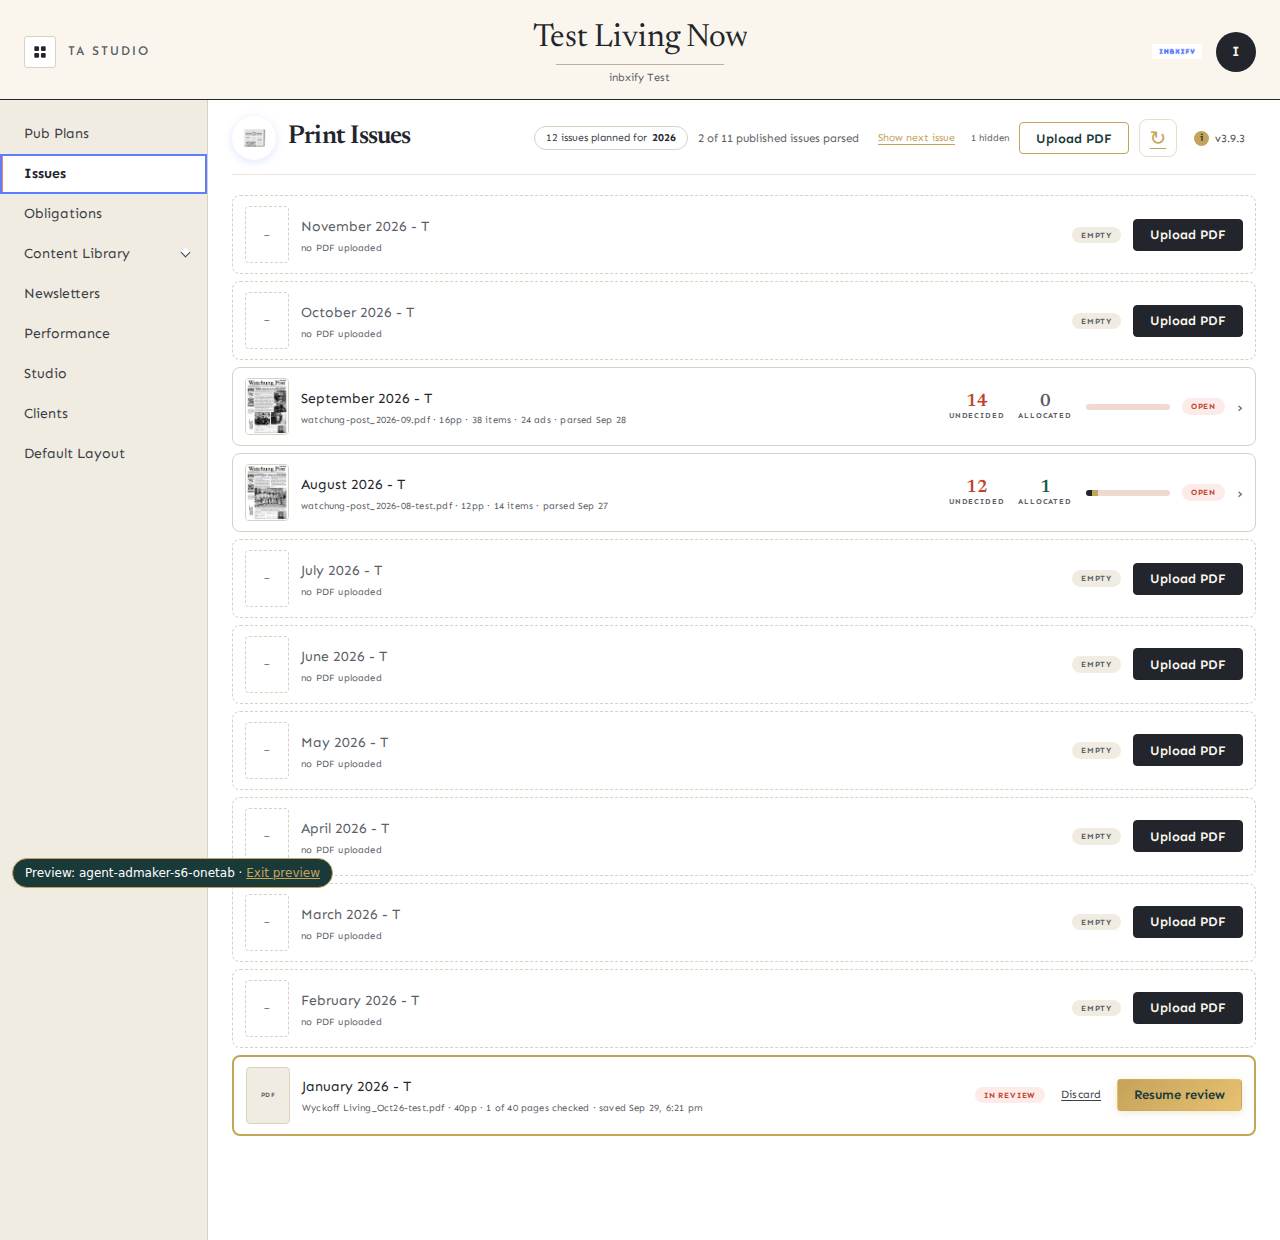 TA STUDIO
Test Living Now
inbxify Test
INBXIFY
I
Pub Plans
Issues
Obligations
Content Library
Newsletters
Performance
Studio
Clients
Default Layout
Print Issues
12 issues planned for 2026
2 of 11 published issues parsed
Show next issue
1 hidden
Upload PDF
↻
i
v3.9.3
–
November 2026 - T
no PDF uploaded
EMPTY
Upload PDF
–
October 2026 - T
no PDF uploaded
EMPTY
Upload PDF
Watchung Post
September 2026 - T
watchung-post_2026-09.pdf · 16pp · 38 items · 24 ads · parsed Sep 28
14
UNDECIDED
0
ALLOCATED
OPEN
›
Watchung Post
August 2026 - T
watchung-post_2026-08-test.pdf · 12pp · 14 items · parsed Sep 27
12
UNDECIDED
1
ALLOCATED
OPEN
›
–
July 2026 - T
no PDF uploaded
EMPTY
Upload PDF
–
June 2026 - T
no PDF uploaded
EMPTY
Upload PDF
–
May 2026 - T
no PDF uploaded
EMPTY
Upload PDF
–
April 2026 - T
no PDF uploaded
EMPTY
Upload PDF
Preview: agent-admaker-s6-onetab · Exit preview
–
March 2026 - T
no PDF uploaded
EMPTY
Upload PDF
–
February 2026 - T
no PDF uploaded
EMPTY
Upload PDF
PDF
January 2026 - T
Wyckoff Living_Oct26-test.pdf · 40pp · 1 of 40 pages checked · saved Sep 29, 6:21 pm
IN REVIEW
Discard
Resume review